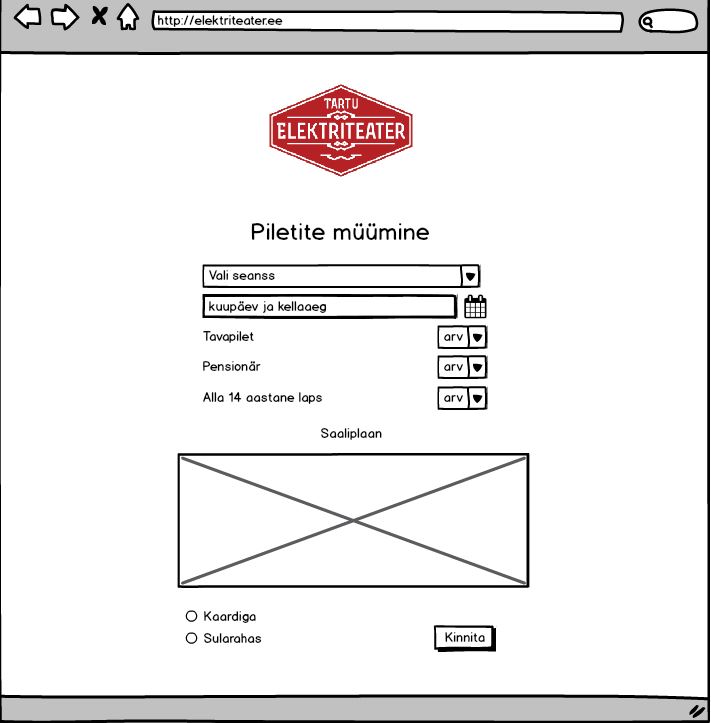 http://elektriteater.ee
TARTU
ELEKTRITEATER
Piletite müümine
Vali seanss
kuupäev ja kellaaeg
Tavapilet arv
Pensionär arv
Alla 14 aastane laps arv
Saaliplaan
Kaardiga
Sularahas Kinnita